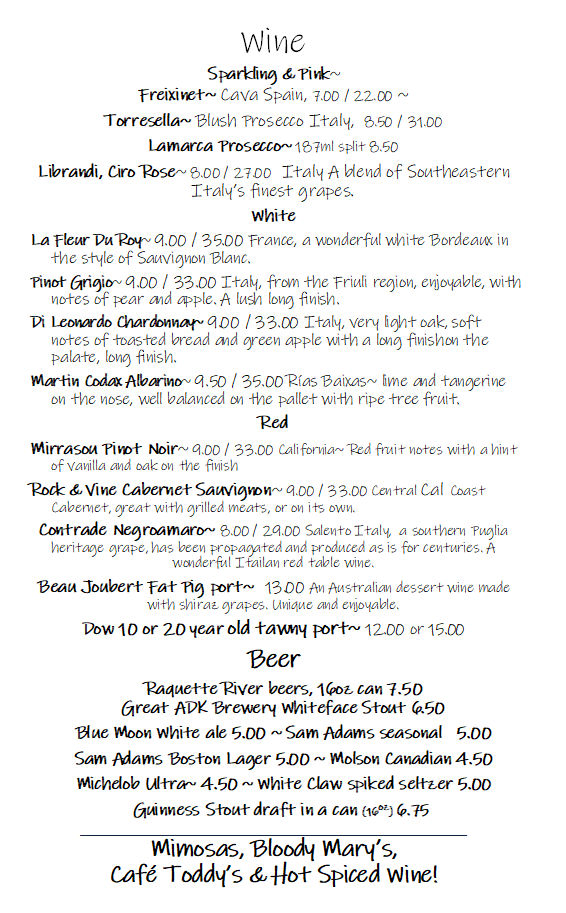 Wine
Sparkling & Pink~
Freixinet~ Cava Spain, 7.00 / 22.00 ~
Torresella~ Blush Prosecco Italy, 8.50 / 31.00
Lamarca Prosecco~ 187ml split 8.50
Librandi, Ciro Rose~ 8.00 / 27.00 Italy A blend of Southeastern
Italy's finest grapes.
White
La Fleur Du Roy~ 9.00 / 35.00 France, a wonderful white Bordeaux in
the style of Sauvignon Blanc.
Pinot Grigio~ 9.00 / 33.00 Italy, from the Friuli region, enjoyable, with
notes of pear and apple. A lush long finish.
Di Leonardo Chardonnay~ 9.00 / 33.00 Italy, very light oak, soft
notes of toasted bread and green apple with a long finishon the
palate, long finish.
Martin Codax Albarino~ 9.50 / 35.00 Rías Baixas~ lime and tangerine
on the nose, well balanced on the pallet with ripe tree fruit.
Red
Mirrasou Pinot Noir~ 9.00 / 33.00 California~ Red fruit notes with a hint
of vanilla and oak on the finish
Rock & Vine Cabernet Sauvignon~ 9.00 / 33.00 Central Cal Coast
Cabernet, great with grilled meats, or on its own.
Contrade Negroamaro~ 8.00 / 29.00 Salento Italy, a southern Puglia
heritage grape, has been propagated and produced as is for centuries. A
wonderful Itailan red table wine.
Beau Joubert Fat Pig port~ 13.00 An Australian dessert wine made
with shiraz grapes. Unique and enjoyable.
Dow 10 or 20 year old tawny port~ 12.00 or 15.00
Beer
Raquette River beers, 16oz can 7.50
Great ADK Brewery Whiteface Stout 6.50
Blue Moon White ale 5.00 ~ Sam Adams seasonal 5.00
Sam Adams Boston Lager 5.00 ~ Molson Canadian 4.50
Michelob Ultra~ 4.50 ~ White Claw spiked seltzer 5.00
Guinness Stout draft in a can (16oz) 6.75
Mimosas, Bloody Mary's,
Café Toddy's & Hot Spiced Wine!